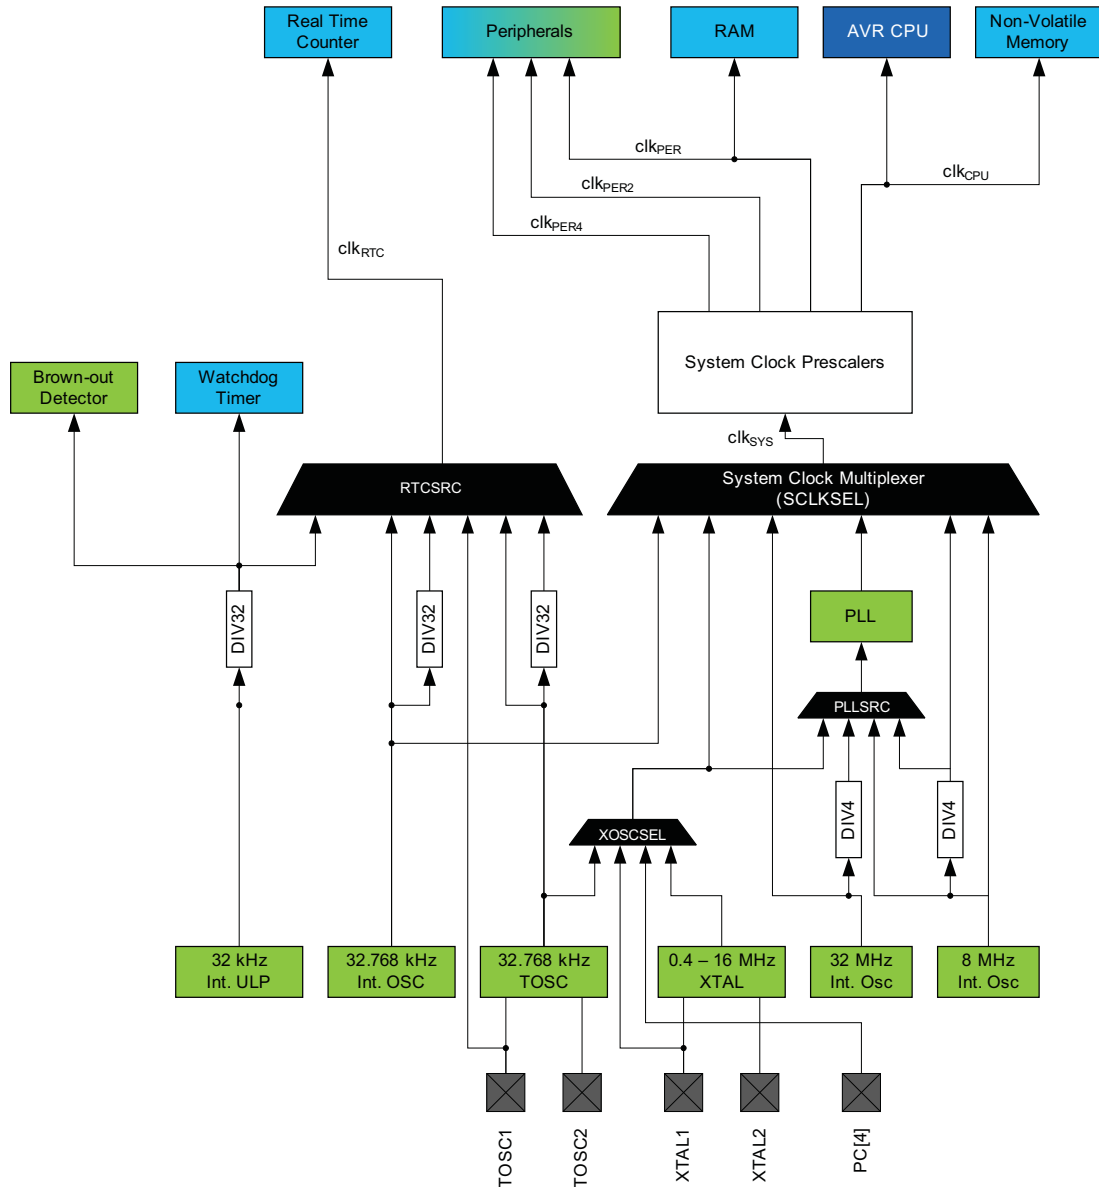 Real Time
Counter
Peripherals
RAM
AVR CPU
Non-Volatile
Memory
clkPER
clkPER2
clkCPU
clkPER4
clkRTC
System Clock Prescalers
Brown-out
Detector
Watchdog
Timer
clkSYS
RTCSRC
System Clock Multiplexer
(SCLKSEL)
DIV32
DIV32
DIV32
PLL
PLLSRC
DIV4
DIV4
XOSCSEL
32 kHz
Int. ULP
32.768 kHz
Int. OSC
32.768 kHz
TOSC
0.4 – 16 MHz
XTAL
32 MHz
Int. Osc
8 MHz
Int. Osc
TOSC1
TOSC2
XTAL1
XTAL2
PC[4]